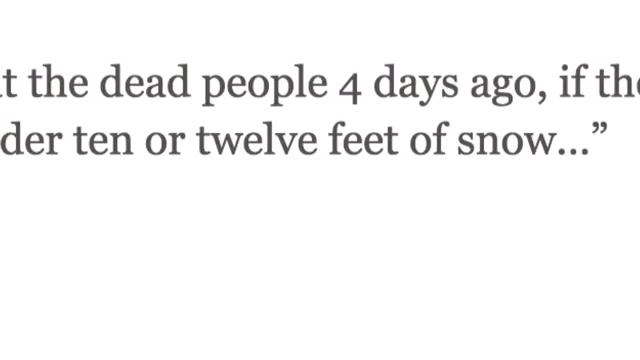 t the dead people 4 days ago, if the
der ten or twelve feet of snow...”